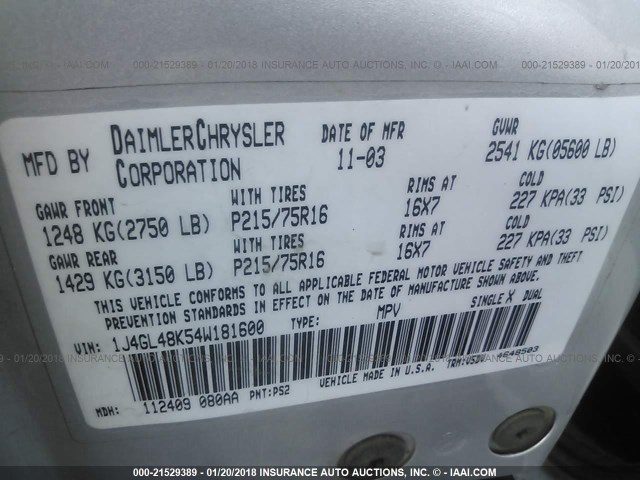 000-21529389 - 01/20/2018 INSURANCE AUTO AUCTIONS, INC. - © - IAAI.COM
MFD BY DAIMLERCHRYSLER CORPORATION
DATE OF MFR 11-03
GVWR 2541 KG(05600 LB)
GAWR FRONT WITH TIRES RIMS AT COLD
1248 KG(2750 LB) P215/75R16 16X7 227 KPA(33 PSI)
GAWR REAR WITH TIRES RIMS AT COLD
1429 KG(3150 LB) P215/75R16 16X7 227 KPA(33 PSI)
THIS VEHICLE CONFORMS TO ALL APPLICABLE FEDERAL MOTOR VEHICLE SAFETY AND THEFT
PREVENTION STANDARDS IN EFFECT ON THE DATE OF MANUFACTURE SHOWN ABOVE.
VIN: 1J4GL48K54W181600 TYPE: MPV SINGLE X DUAL
4648503
MDH: 112409 080AA PNT:PS2 VEHICLE MADE IN U.S.A.
000-21529389 - 01/20/2018 INSURANCE AUTO AUCTIONS, INC. - © - IAAI.COM